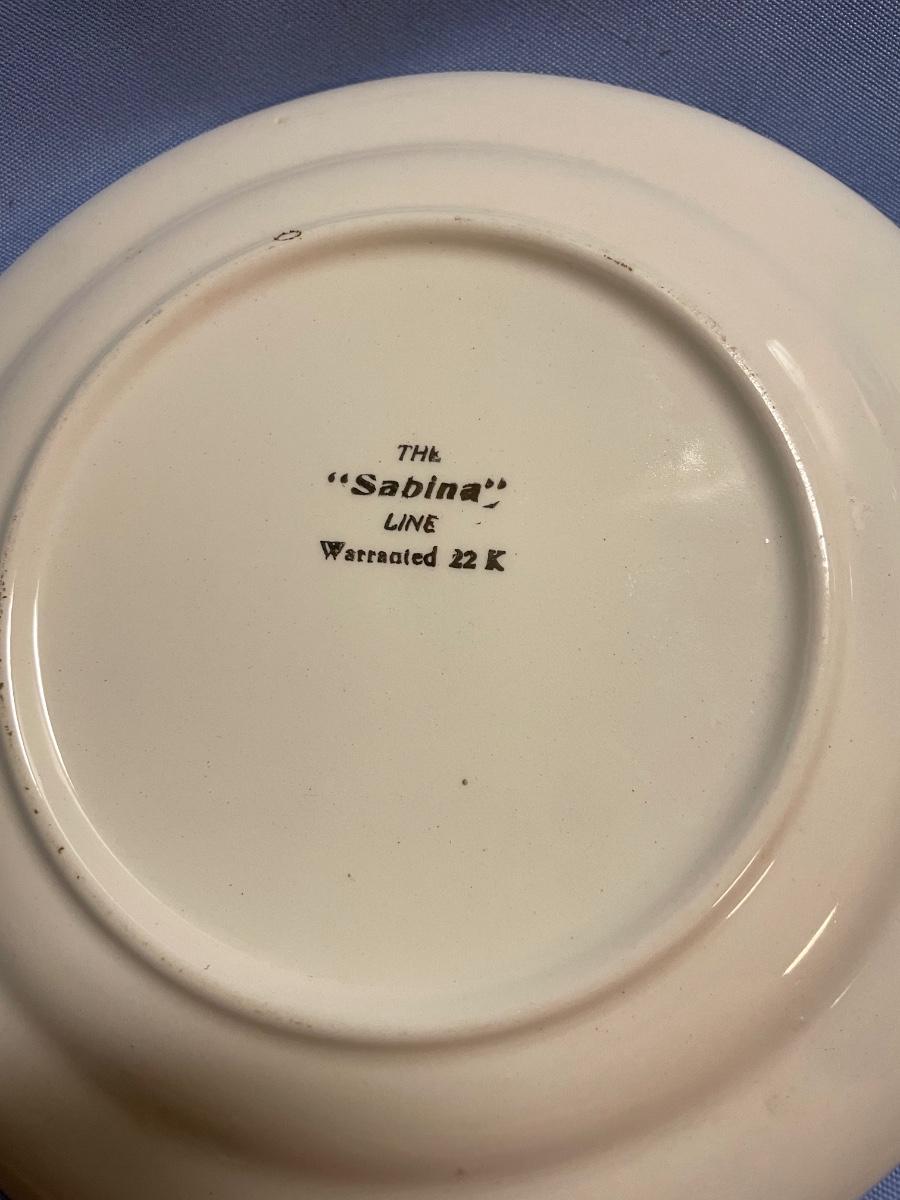 THE
“Sabina”
LINE
Warranted 22 K